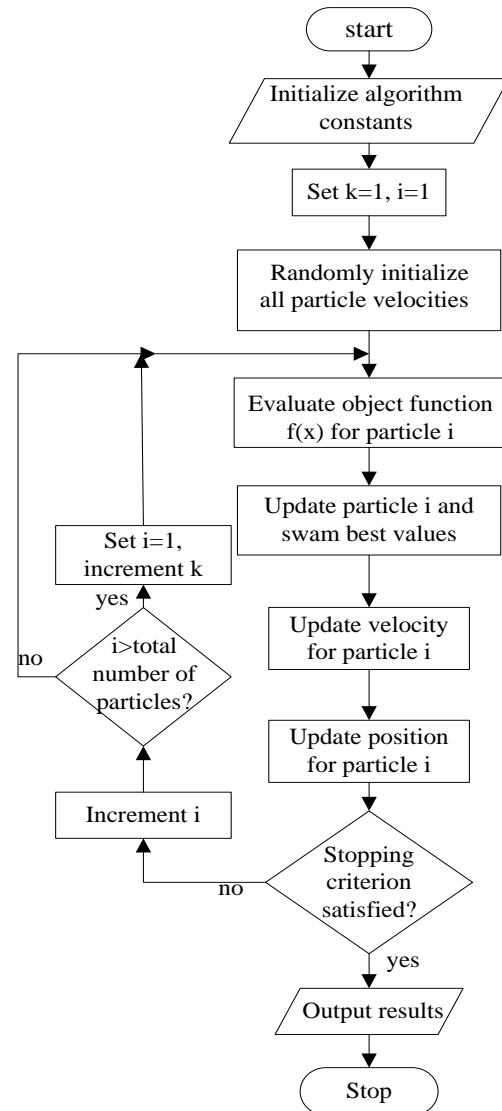 start
Initialize algorithm
constants
Set k=1, i=1
Randomly initialize
all particle velocities
Evaluate object function
f(x) for particle i
Update particle i and
swam best values
Update velocity
for particle i
Update position
for particle i
Stopping
criterion
satisfied?
no
yes
Increment i
i>total
number of
particles?
no
yes
Set i=1,
increment k
Output results
Stop